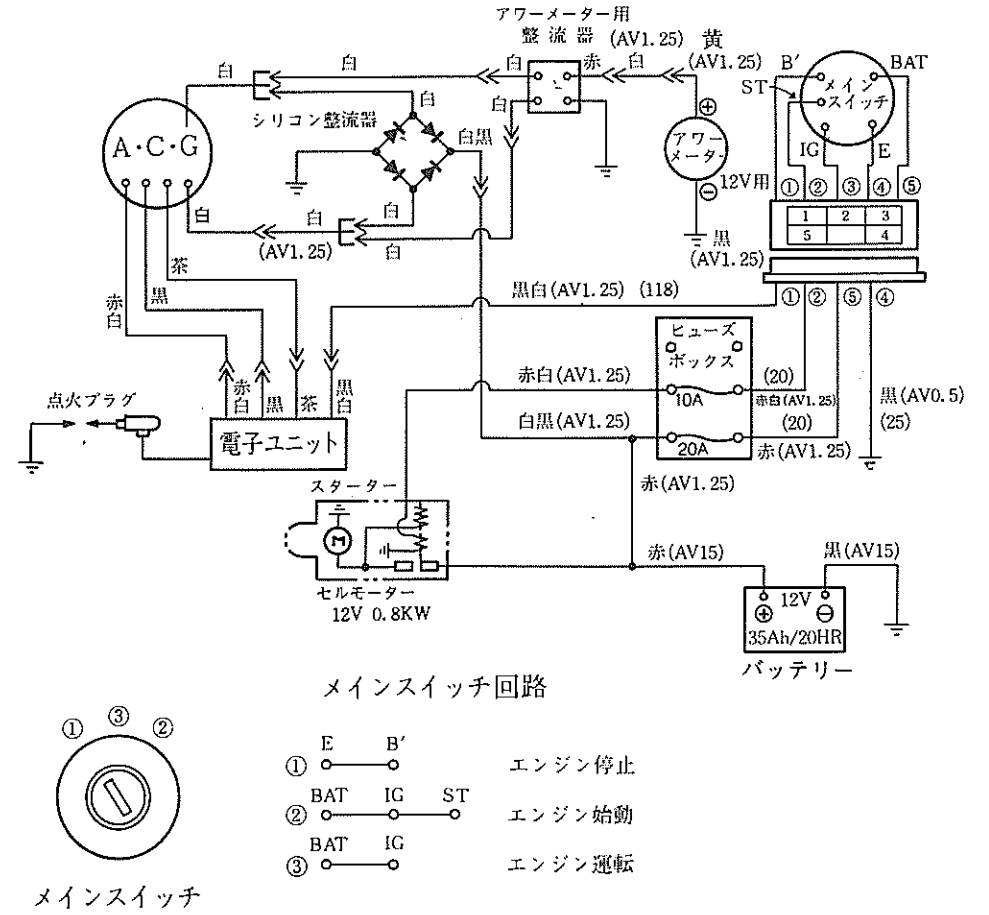 アワーメーター用
整流器 (AV1.25) 黄
白 白 白 赤 白 (AV1.25) B′ BAT
ST メイン
スイッチ
白
シリコン整流器 白 白黒
A・C・G
⊕
アワー
メーター
IG E
⊖ 12V用 ① ② ③ ④ ⑤
1 2 3
5 4
白 白 白
(AV1.25) 白
黒
(AV1.25)
茶
赤白 黒
黒白(AV1.25) (118)
① ② ⑤ ④
ヒューズ
ボックス
赤白(AV1.25) (20)
10A 赤白(AV1.25)
黒(AV0.5)
(25)
点火プラグ
赤白 黒 茶 黒白
白黒(AV1.25) (20)
20A 赤(AV1.25)
電子ユニット
スターター
赤(AV1.25)
M
赤(AV15) 黒(AV15)
セルモーター
12V 0.8KW
12V
⊕ ⊖
35Ah/20HR
バッテリー
メインスイッチ回路
① ③ ②
E B′
① エンジン停止
BAT IG ST
② エンジン始動
BAT IG
③ エンジン運転
メインスイッチ